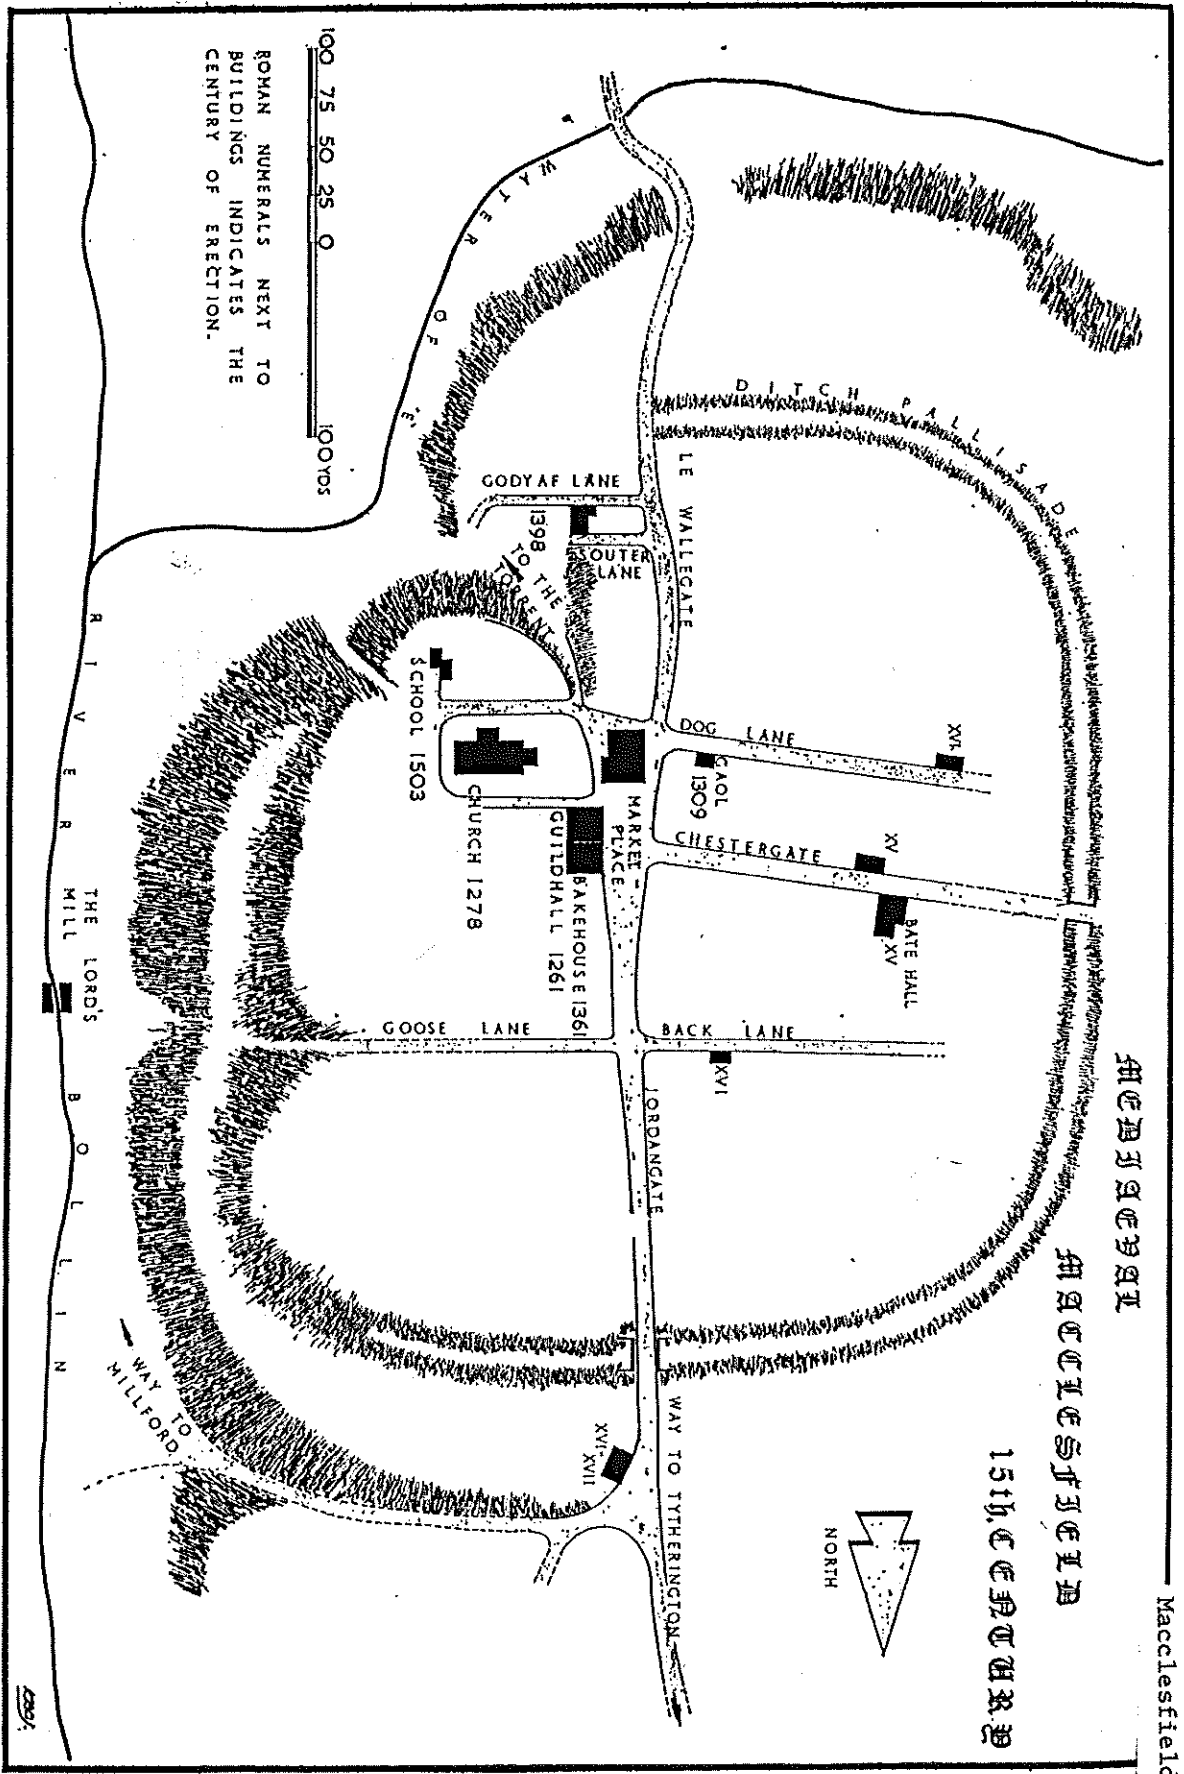 Macclesfield
MEDIAEVAL
MACCLESFIELD
15th. CENTURY
NORTH
DITCH PALLISADE
LE WALLEGATE
GODYAF LANE
1398
SOUTER
LANE
TO THE
TORRENT
WATER OF "E"
DOG LANE
XVI.
GAOL
1309
CHESTERGATE
XV
BATE HALL
XV
MARKET-
PLACE
SCHOOL 1503
CHURCH 1278
GUILDHALL 1261
BAKEHOUSE 1361
GOOSE LANE
BACK LANE
XVI
JORDANGATE
WAY TO TYTHERINGTON
XVI-
XVII
WAY TO
MILLFORD
RIVER BOLLIN
THE LORD'S
MILL
100 75 50 25 0 100 YDS
ROMAN NUMERALS NEXT TO
BUILDINGS INDICATES THE
CENTURY OF ERECTION.